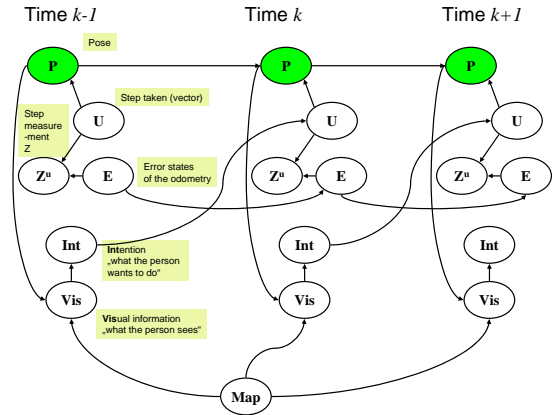 Time k-1
Time k
Time k+1
Pose
P
P
P
Step taken (vector)
U
U
U
Step
measure
-ment
Z
Zu
E
Error states
of the odometry
Zu
E
Zu
E
Int
Int
Int
Intention
„what the person
wants to do“
Vis
Vis
Vis
Visual information
„what the person sees“
Map